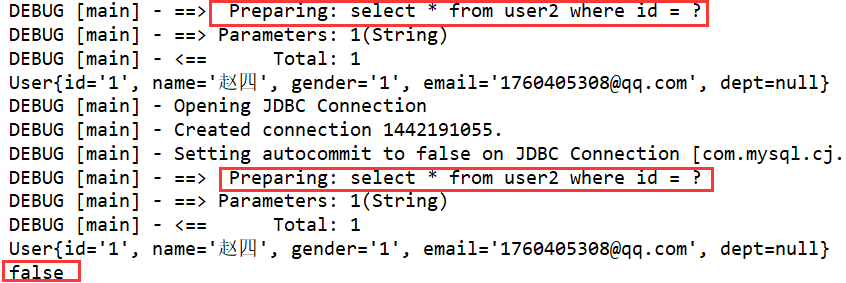 DEBUG [main] - ==>  Preparing: select * from user2 where id = ?
DEBUG [main] - ==> Parameters: 1(String)
DEBUG [main] - <==      Total: 1
User{id='1', name='赵四', gender='1', email='1760405308@qq.com', dept=null}
DEBUG [main] - Opening JDBC Connection
DEBUG [main] - Created connection 1442191055.
DEBUG [main] - Setting autocommit to false on JDBC Connection [com.mysql.cj.
DEBUG [main] - ==>  Preparing: select * from user2 where id = ?
DEBUG [main] - ==> Parameters: 1(String)
DEBUG [main] - <==      Total: 1
User{id='1', name='赵四', gender='1', email='1760405308@qq.com', dept=null}
false